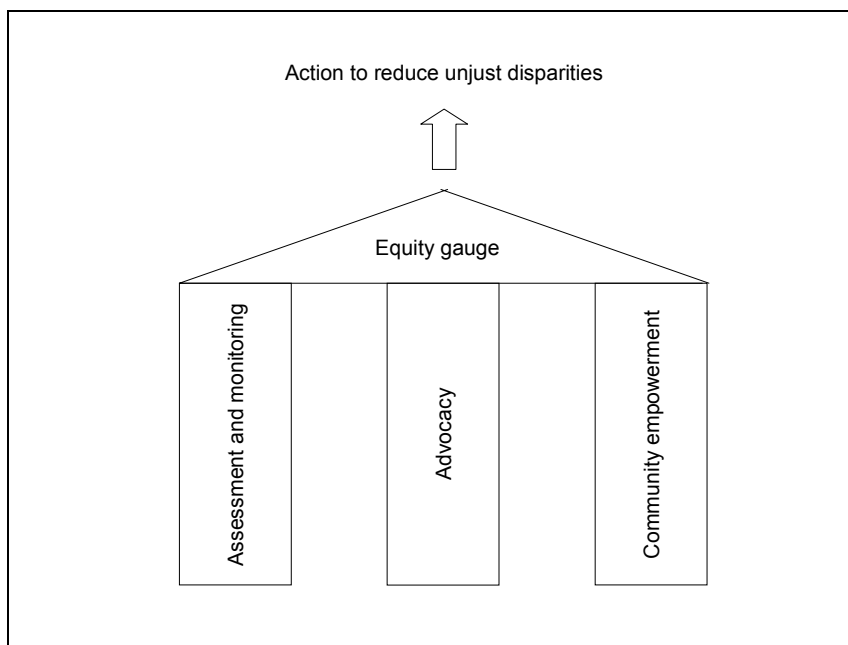 Action to reduce unjust disparities
Equity gauge
Assessment and monitoring
Advocacy
Community empowerment